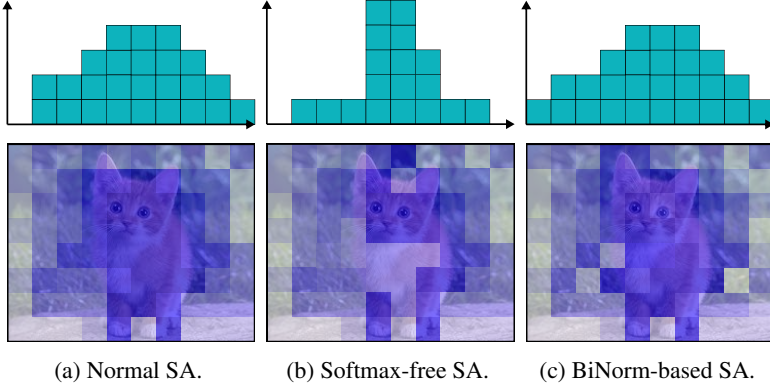 (a) Normal SA.
(b) Softmax-free SA.
(c) BiNorm-based SA.